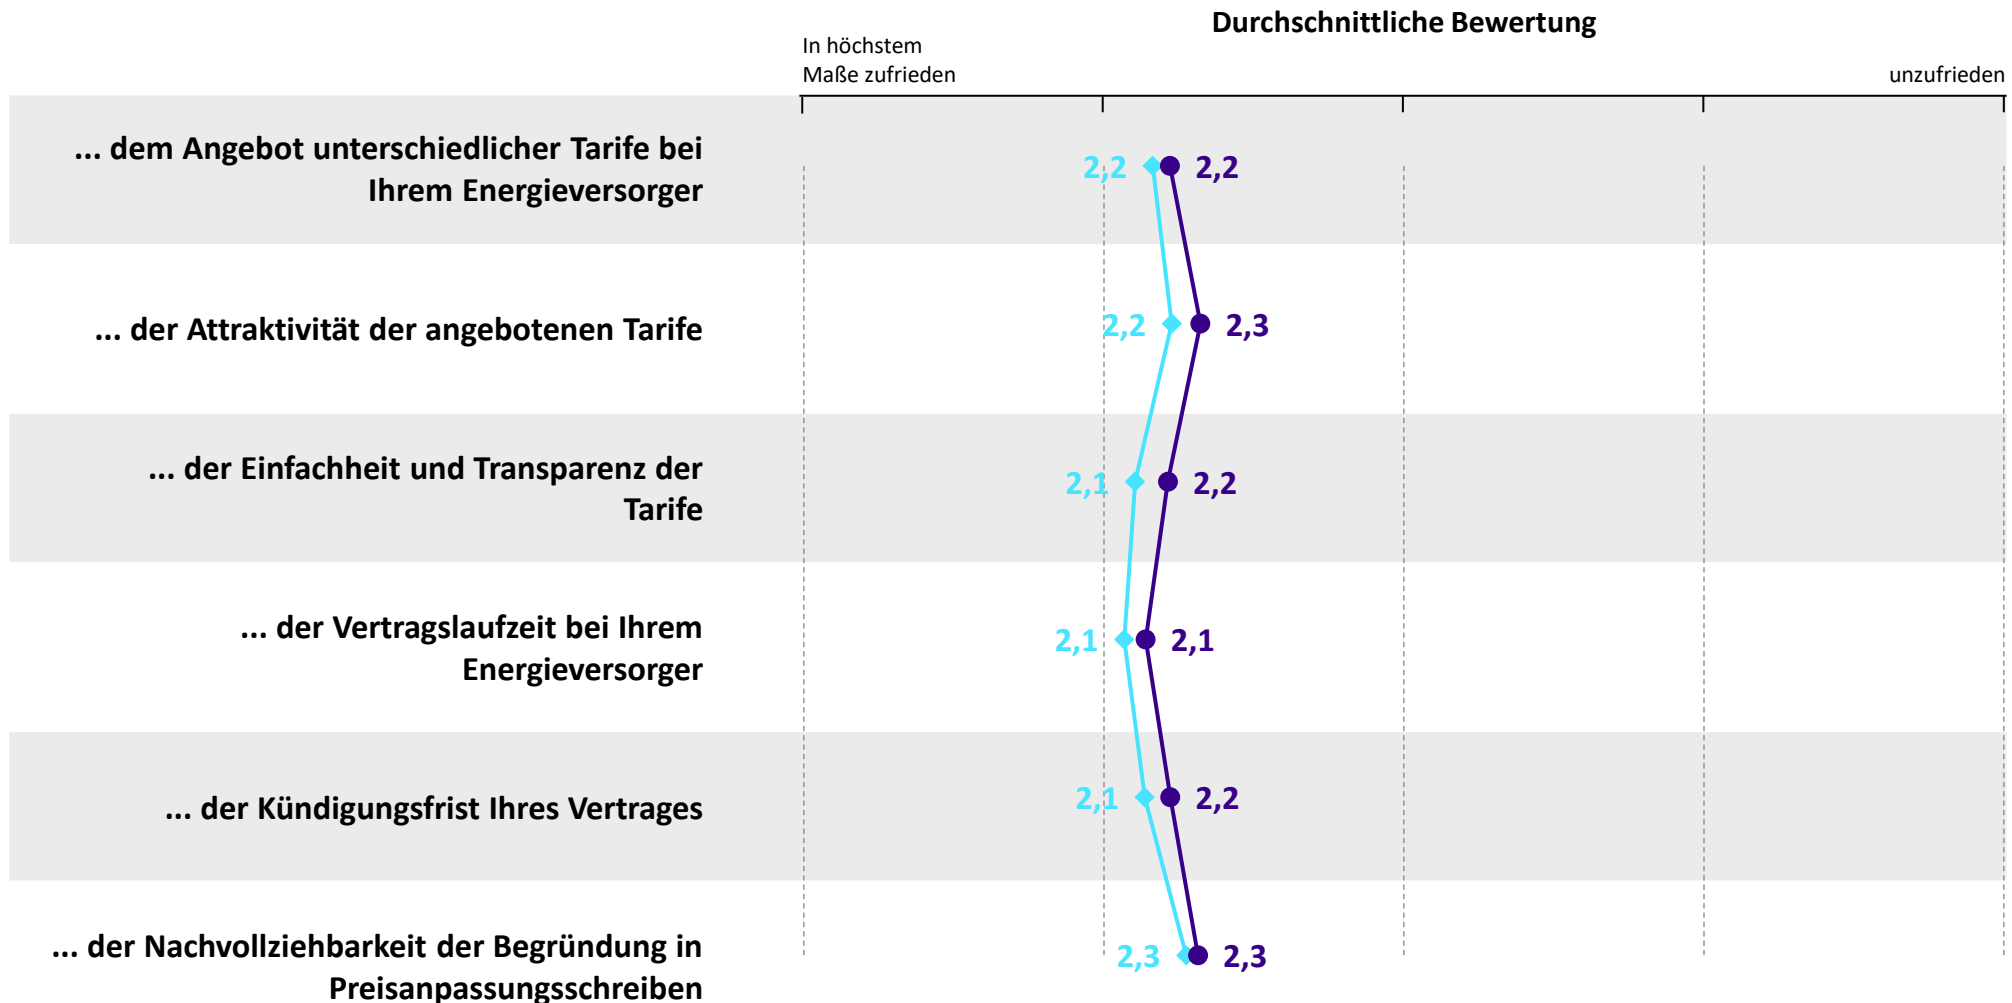 Durchschnittliche Bewertung
In höchstem
Maße zufrieden
unzufrieden
... dem Angebot unterschiedlicher Tarife bei
Ihrem Energieversorger
2,2 2,2
... der Attraktivität der angebotenen Tarife
2,2 2,3
... der Einfachheit und Transparenz der
Tarife
2,1 2,2
... der Vertragslaufzeit bei Ihrem
Energieversorger
2,1 2,1
... der Kündigungsfrist Ihres Vertrages
2,1 2,2
... der Nachvollziehbarkeit der Begründung in
Preisanpassungsschreiben
2,3 2,3